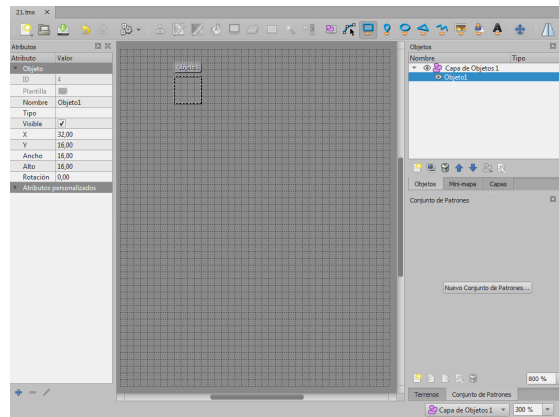 21.tmx
Atributos
Atributo Valor
Objeto
ID 4
Plantilla
Nombre Objeto1
Tipo
Visible
X 32,00
Y 16,00
Ancho 16,00
Alto 16,00
Rotación 0,00
Atributos personalizados
Objeto1
Objetos
Nombre Tipo
Capa de Objetos 1
Objeto1
Objetos Mini-mapa Capas
Conjunto de Patrones
Nuevo Conjunto de Patrones...
800 %
Terrenos Conjunto de Patrones
Capa de Objetos 1 300 %